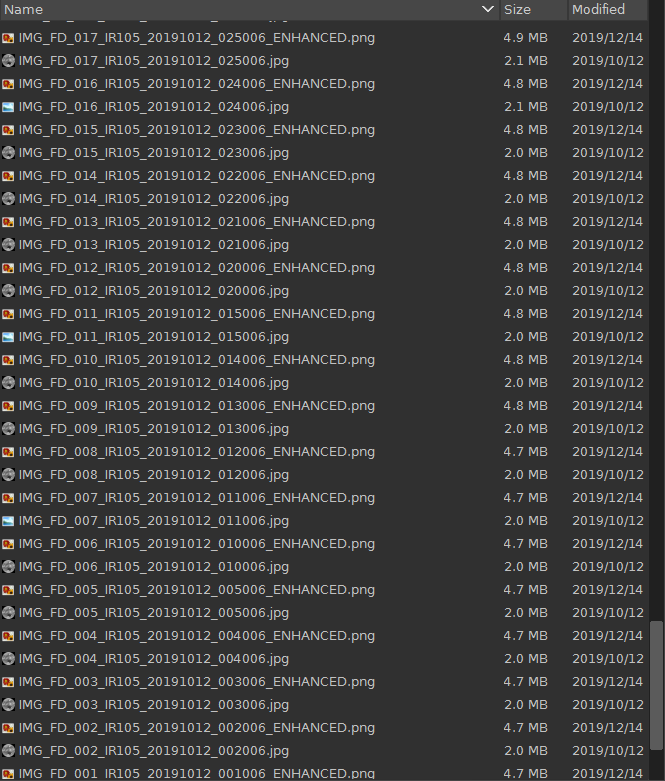 Name Size Modified
IMG_FD_017_IR105_20191012_025006_ENHANCED.png 4.9 MB 2019/12/14
IMG_FD_017_IR105_20191012_025006.jpg 2.1 MB 2019/10/12
IMG_FD_016_IR105_20191012_024006_ENHANCED.png 4.8 MB 2019/12/14
IMG_FD_016_IR105_20191012_024006.jpg 2.1 MB 2019/10/12
IMG_FD_015_IR105_20191012_023006_ENHANCED.png 4.8 MB 2019/12/14
IMG_FD_015_IR105_20191012_023006.jpg 2.0 MB 2019/10/12
IMG_FD_014_IR105_20191012_022006_ENHANCED.png 4.8 MB 2019/12/14
IMG_FD_014_IR105_20191012_022006.jpg 2.0 MB 2019/10/12
IMG_FD_013_IR105_20191012_021006_ENHANCED.png 4.8 MB 2019/12/14
IMG_FD_013_IR105_20191012_021006.jpg 2.0 MB 2019/10/12
IMG_FD_012_IR105_20191012_020006_ENHANCED.png 4.8 MB 2019/12/14
IMG_FD_012_IR105_20191012_020006.jpg 2.0 MB 2019/10/12
IMG_FD_011_IR105_20191012_015006_ENHANCED.png 4.8 MB 2019/12/14
IMG_FD_011_IR105_20191012_015006.jpg 2.0 MB 2019/10/12
IMG_FD_010_IR105_20191012_014006_ENHANCED.png 4.8 MB 2019/12/14
IMG_FD_010_IR105_20191012_014006.jpg 2.0 MB 2019/10/12
IMG_FD_009_IR105_20191012_013006_ENHANCED.png 4.8 MB 2019/12/14
IMG_FD_009_IR105_20191012_013006.jpg 2.0 MB 2019/10/12
IMG_FD_008_IR105_20191012_012006_ENHANCED.png 4.7 MB 2019/12/14
IMG_FD_008_IR105_20191012_012006.jpg 2.0 MB 2019/10/12
IMG_FD_007_IR105_20191012_011006_ENHANCED.png 4.7 MB 2019/12/14
IMG_FD_007_IR105_20191012_011006.jpg 2.0 MB 2019/10/12
IMG_FD_006_IR105_20191012_010006_ENHANCED.png 4.7 MB 2019/12/14
IMG_FD_006_IR105_20191012_010006.jpg 2.0 MB 2019/10/12
IMG_FD_005_IR105_20191012_005006_ENHANCED.png 4.7 MB 2019/12/14
IMG_FD_005_IR105_20191012_005006.jpg 2.0 MB 2019/10/12
IMG_FD_004_IR105_20191012_004006_ENHANCED.png 4.7 MB 2019/12/14
IMG_FD_004_IR105_20191012_004006.jpg 2.0 MB 2019/10/12
IMG_FD_003_IR105_20191012_003006_ENHANCED.png 4.7 MB 2019/12/14
IMG_FD_003_IR105_20191012_003006.jpg 2.0 MB 2019/10/12
IMG_FD_002_IR105_20191012_002006_ENHANCED.png 4.7 MB 2019/12/14
IMG_FD_002_IR105_20191012_002006.jpg 2.0 MB 2019/10/12
IMG_FD_001_IR105_20191012_001006_ENHANCED.png 4.7 MB 2019/12/14